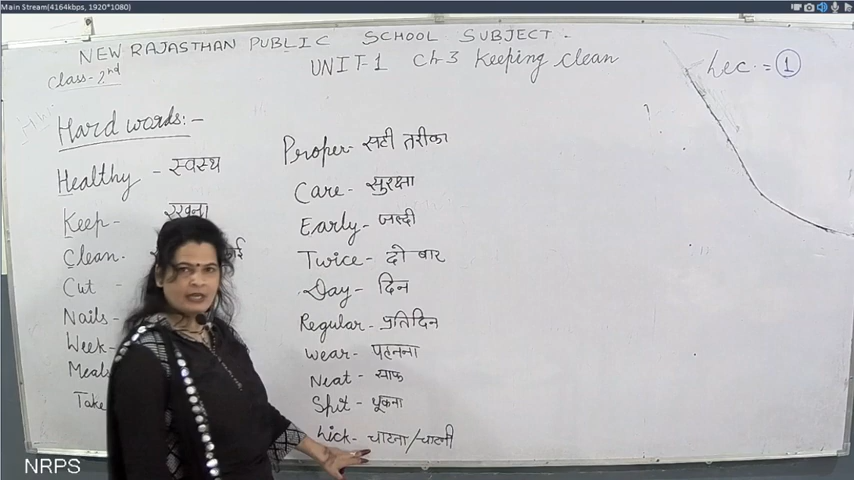 Main Stream(4164kbps, 1920*1080)
NEW RAJASTHAN PUBLIC SCHOOL SUBJECT -
Class-2nd
UNIT-1 Ch-3 Keeping clean
Lec. = 1
Hard words:-
Healthy - स्वस्थ
Keep - रखना
Clean.
Cut -
Nails-
Week-
Meals
Take
Proper- सही तरीका
Care- सुरक्षा
Early- जल्दी
Twice- दो बार
Day- दिन
Regular- प्रतिदिन
Wear- पहनना
Neat- साफ
Spit- थूकना
Lick- चाटना/चाटनी
NRPS